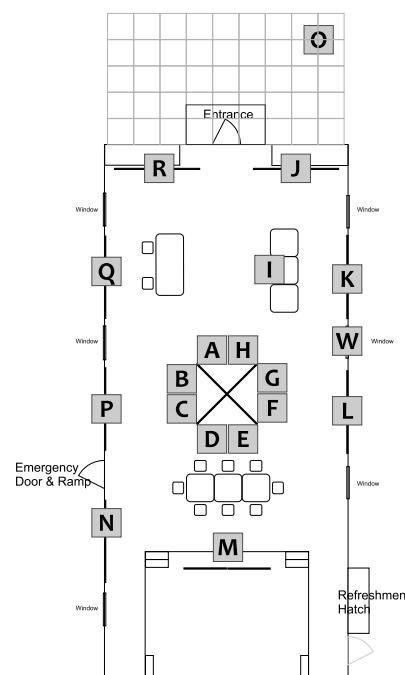 O
Entrance
R
J
Window
Window
Q
I
K
Window
W
Window
A
H
B
G
C
F
P
L
D
E
Emergency
Door & Ramp
Window
N
M
Window
Refreshmen
Hatch